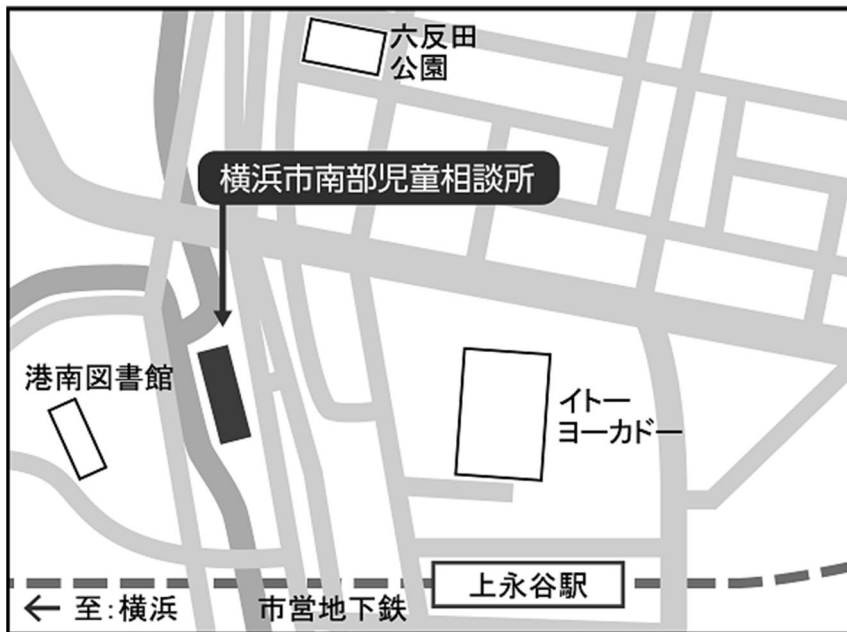 六反田
公園
横浜市南部児童相談所
港南図書館
イトー
ヨーカドー
上永谷駅
← 至:横浜
市営地下鉄